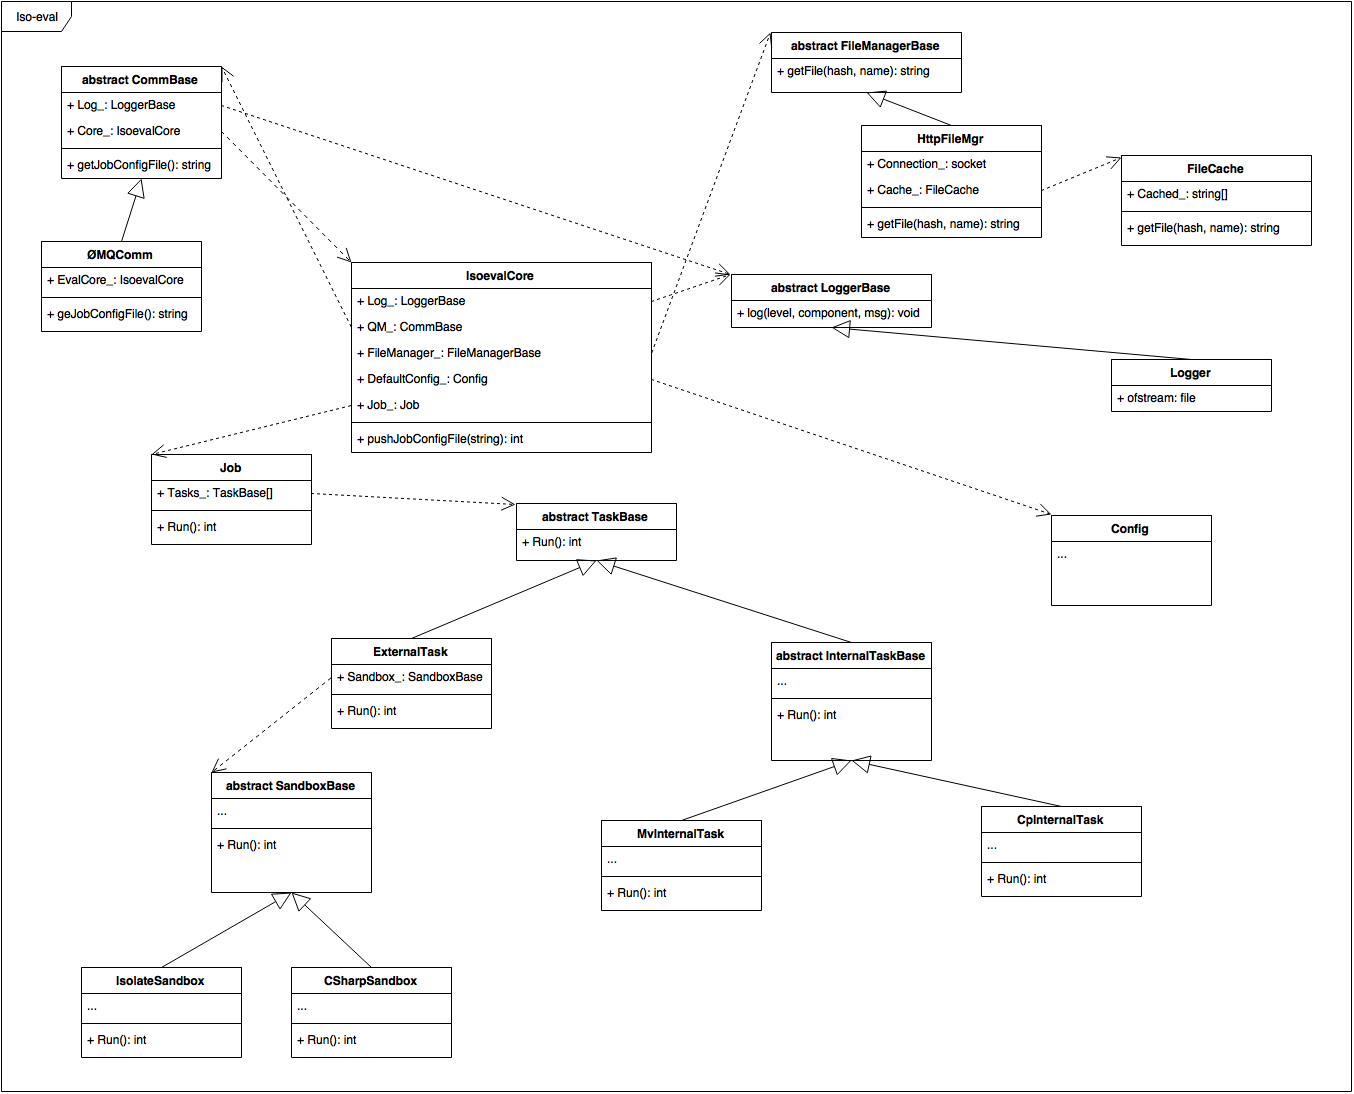 Iso-eval
abstract CommBase
+ Log_: LoggerBase
+ Core_: IsoevalCore
+ getJobConfigFile(): string
ØMQComm
+ EvalCore_: IsoevalCore
+ geJobConfigFile(): string
abstract FileManagerBase
+ getFile(hash, name): string
HttpFileMgr
+ Connection_: socket
+ Cache_: FileCache
+ getFile(hash, name): string
FileCache
+ Cached_: string[]
+ getFile(hash, name): string
IsoevalCore
+ Log_: LoggerBase
+ QM_: CommBase
+ FileManager_: FileManagerBase
+ DefaultConfig_: Config
+ Job_: Job
+ pushJobConfigFile(string): int
abstract LoggerBase
+ log(level, component, msg): void
Logger
+ ofstream: file
Job
+ Tasks_: TaskBase[]
+ Run(): int
abstract TaskBase
+ Run(): int
Config
...
ExternalTask
+ Sandbox_: SandboxBase
+ Run(): int
abstract InternalTaskBase
...
+ Run(): int
abstract SandboxBase
...
+ Run(): int
MvInternalTask
...
+ Run(): int
CpInternalTask
...
+ Run(): int
IsolateSandbox
...
+ Run(): int
CSharpSandbox
...
+ Run(): int